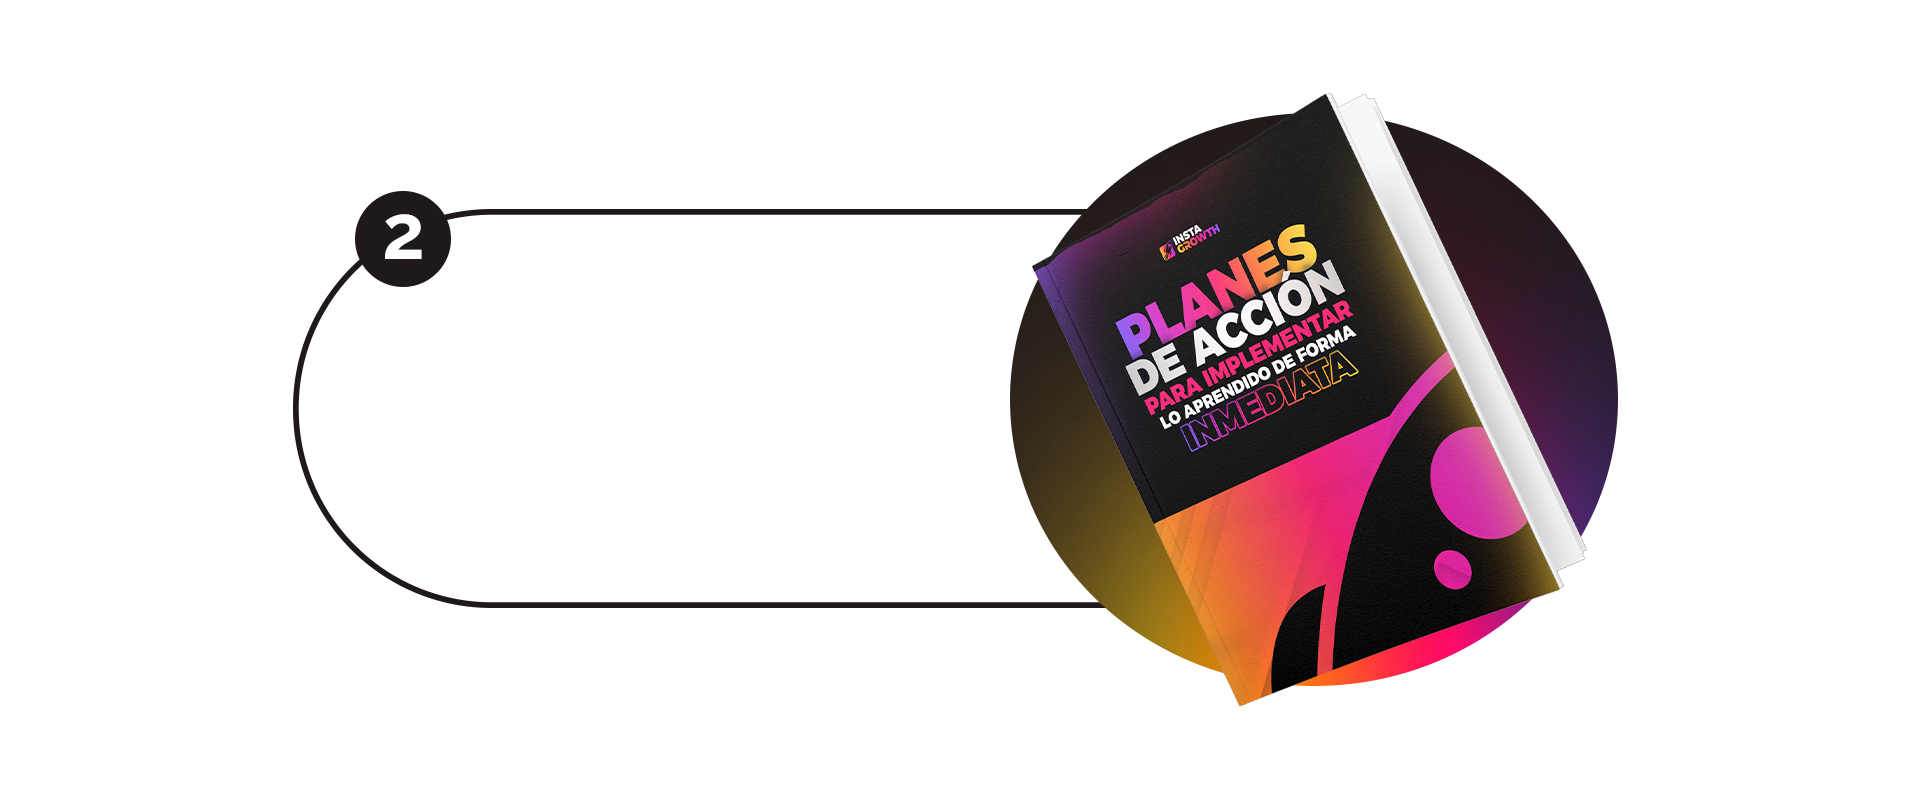 2
INSTA
GROWTH
PLANES
DE ACCIÓN
PARA IMPLEMENTAR
LO APRENDIDO DE FORMA
INMEDIATA